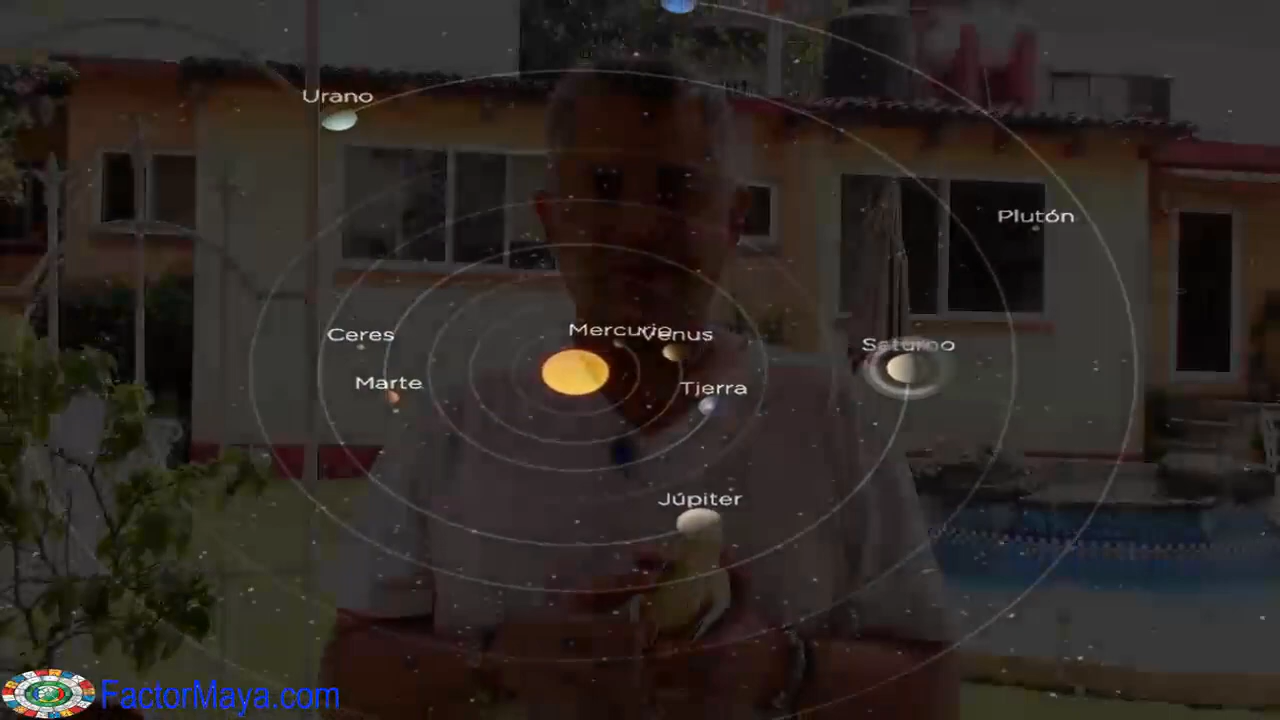 Urano
Plutón
Ceres
Mercurio
Venus
Saturno
Marte
Tierra
Júpiter
FactorMaya.com